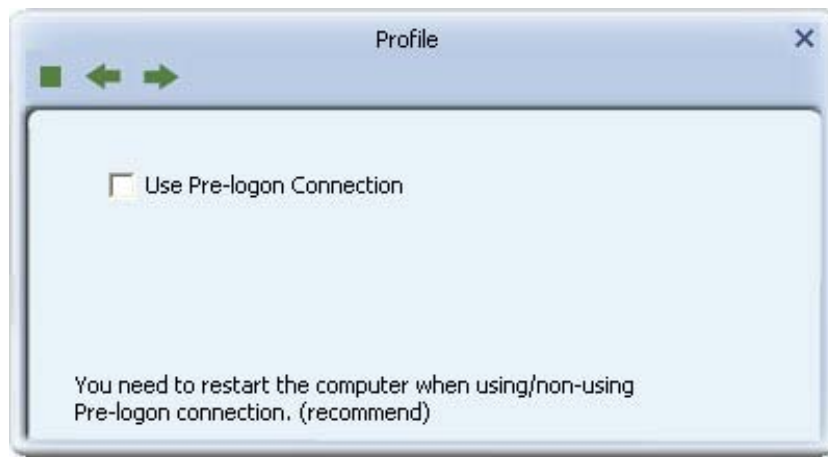 Profile
Use Pre-logon Connection
You need to restart the computer when using/non-using
Pre-logon connection. (recommend)